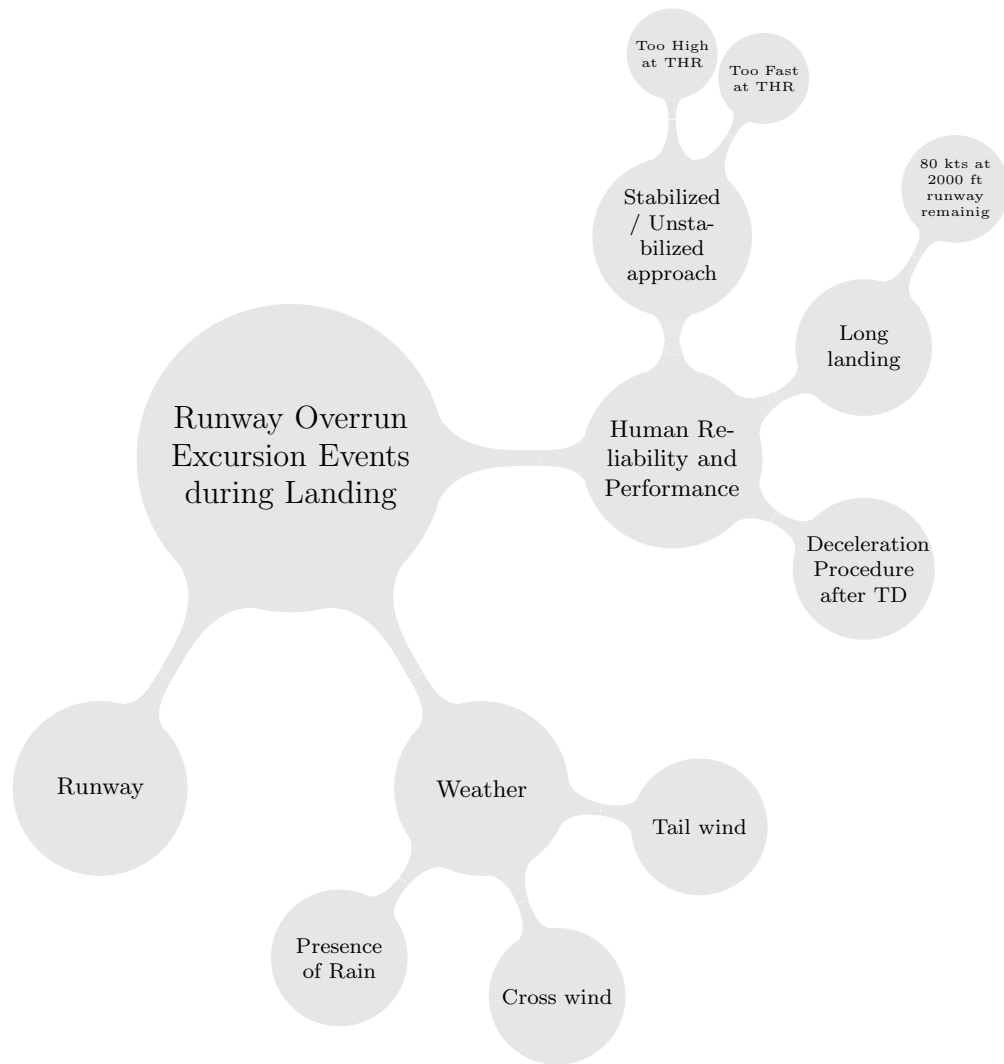 Too High
at THR
Too Fast
at THR
80 kts at
2000 ft
runway
remainig
Stabilized
/ Unsta-
bilized
approach
Long
landing
Runway Overrun
Excursion Events
during Landing
Human Re-
liability and
Performance
Deceleration
Procedure
after TD
Runway
Weather
Tail wind
Presence
of Rain
Cross wind